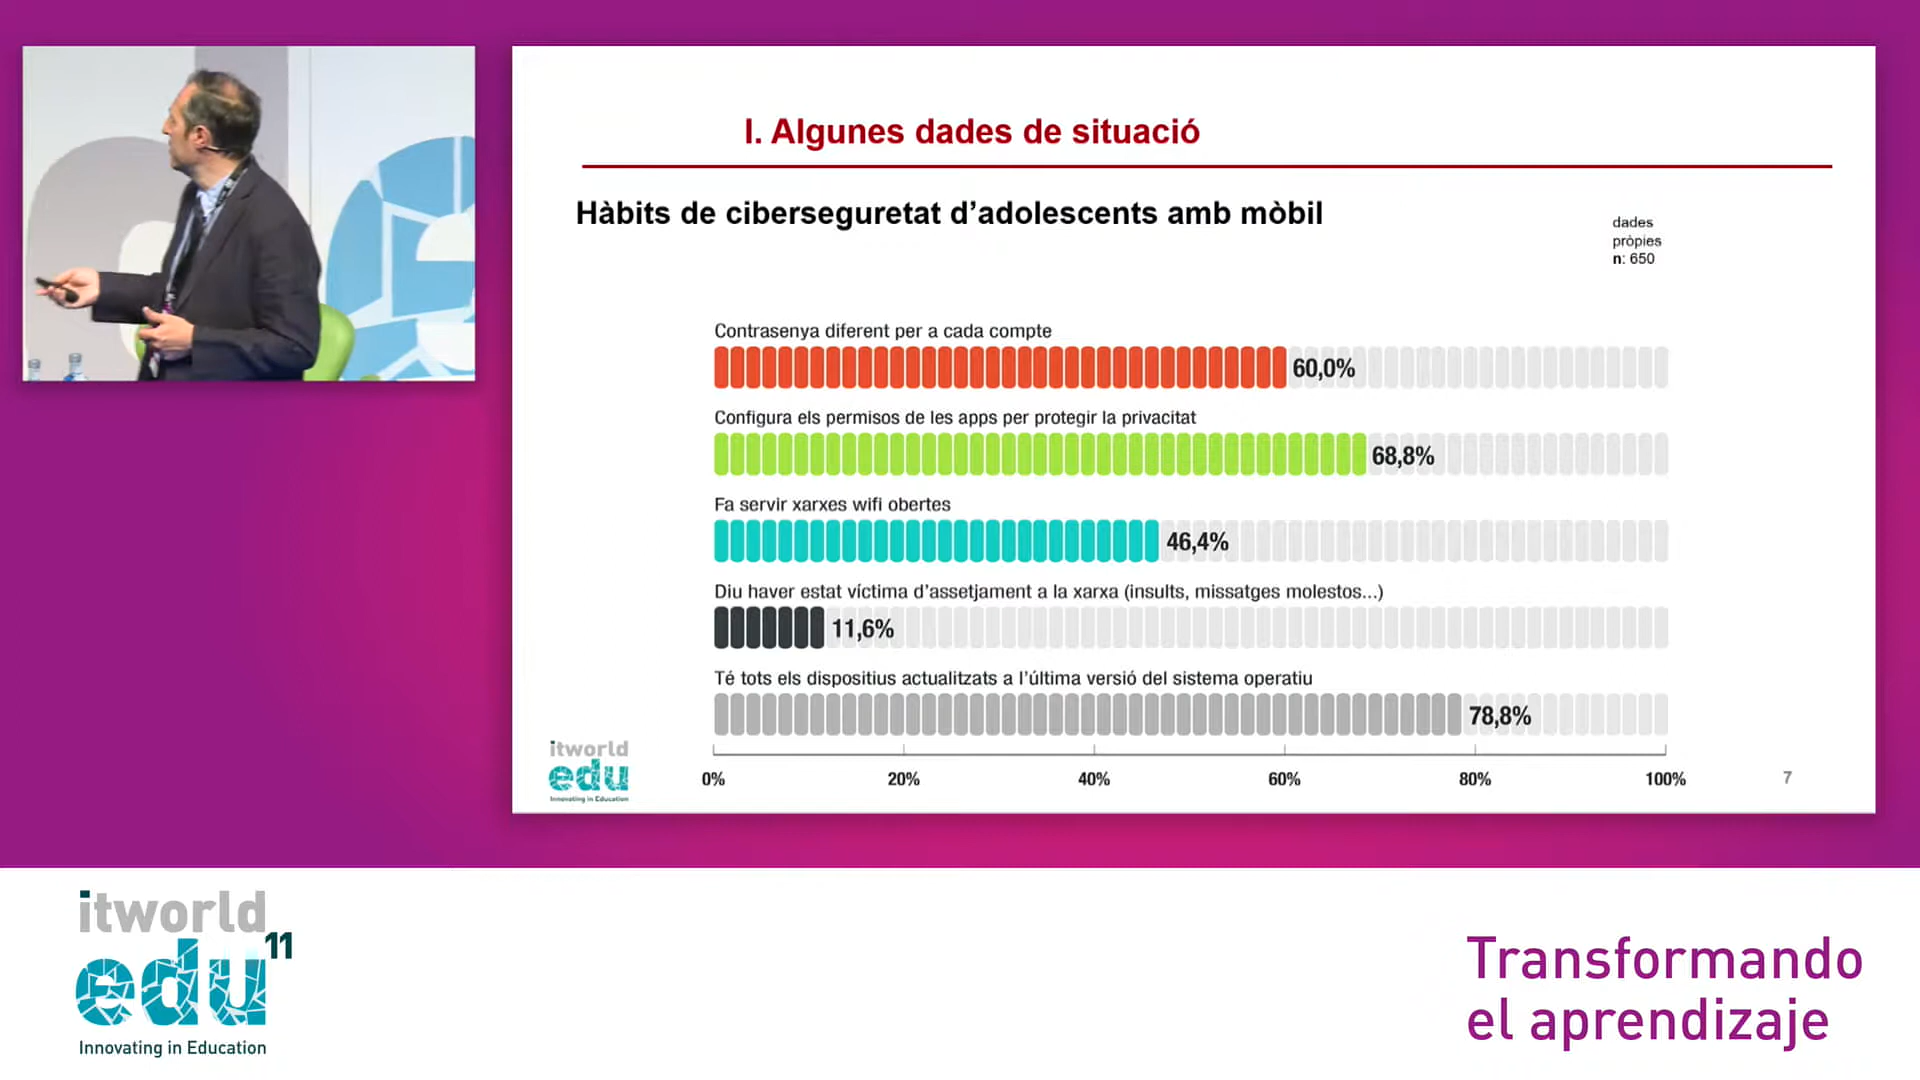 I. Algunes dades de situació
Hàbits de ciberseguretat d’adolescents amb mòbil
dades
pròpies
n: 650
Contrasenya diferent per a cada compte
60,0%
Configura els permisos de les apps per protegir la privacitat
68,8%
Fa servir xarxes wifi obertes
46,4%
Diu haver estat víctima d’assetjament a la xarxa (insults, missatges molestos...)
11,6%
Té tots els dispositius actualitzats a l’última versió del sistema operatiu
78,8%
0% 20% 40% 60% 80% 100%
itworld
edu
Innovating in Education
7
itworld
edu11
Innovating in Education
Transformando
el aprendizaje